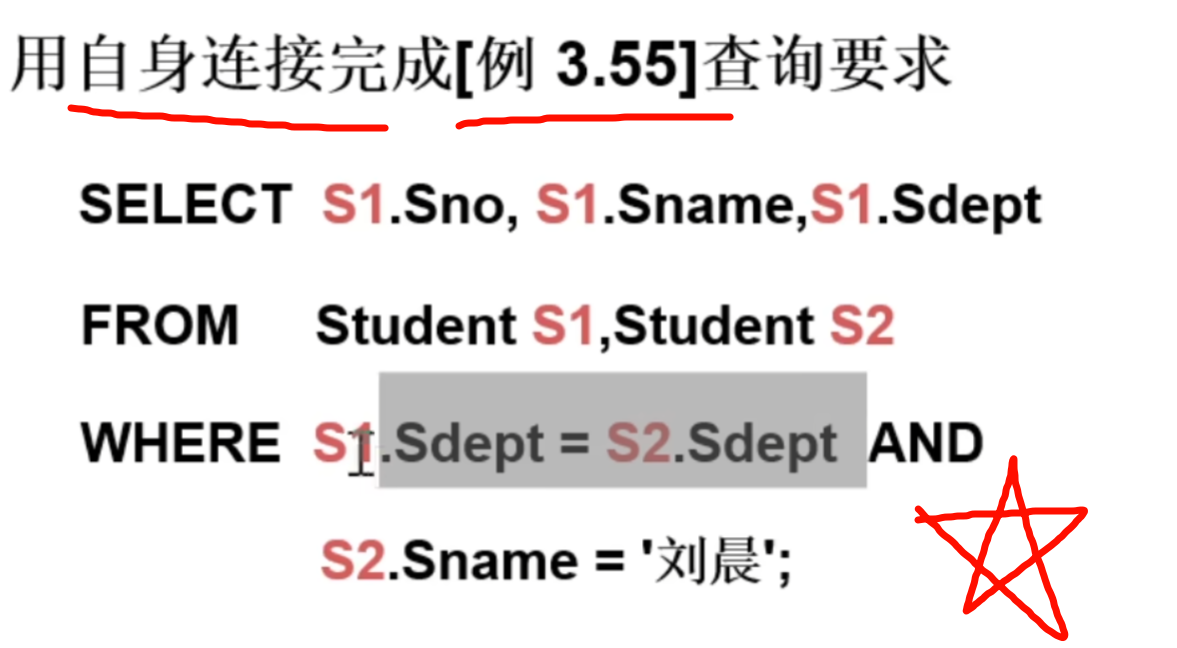 用自身连接完成[例 3.55]查询要求
SELECT S1.Sno, S1.Sname,S1.Sdept
FROM Student S1,Student S2
WHERE S1.Sdept = S2.Sdept AND
S2.Sname = '刘晨';